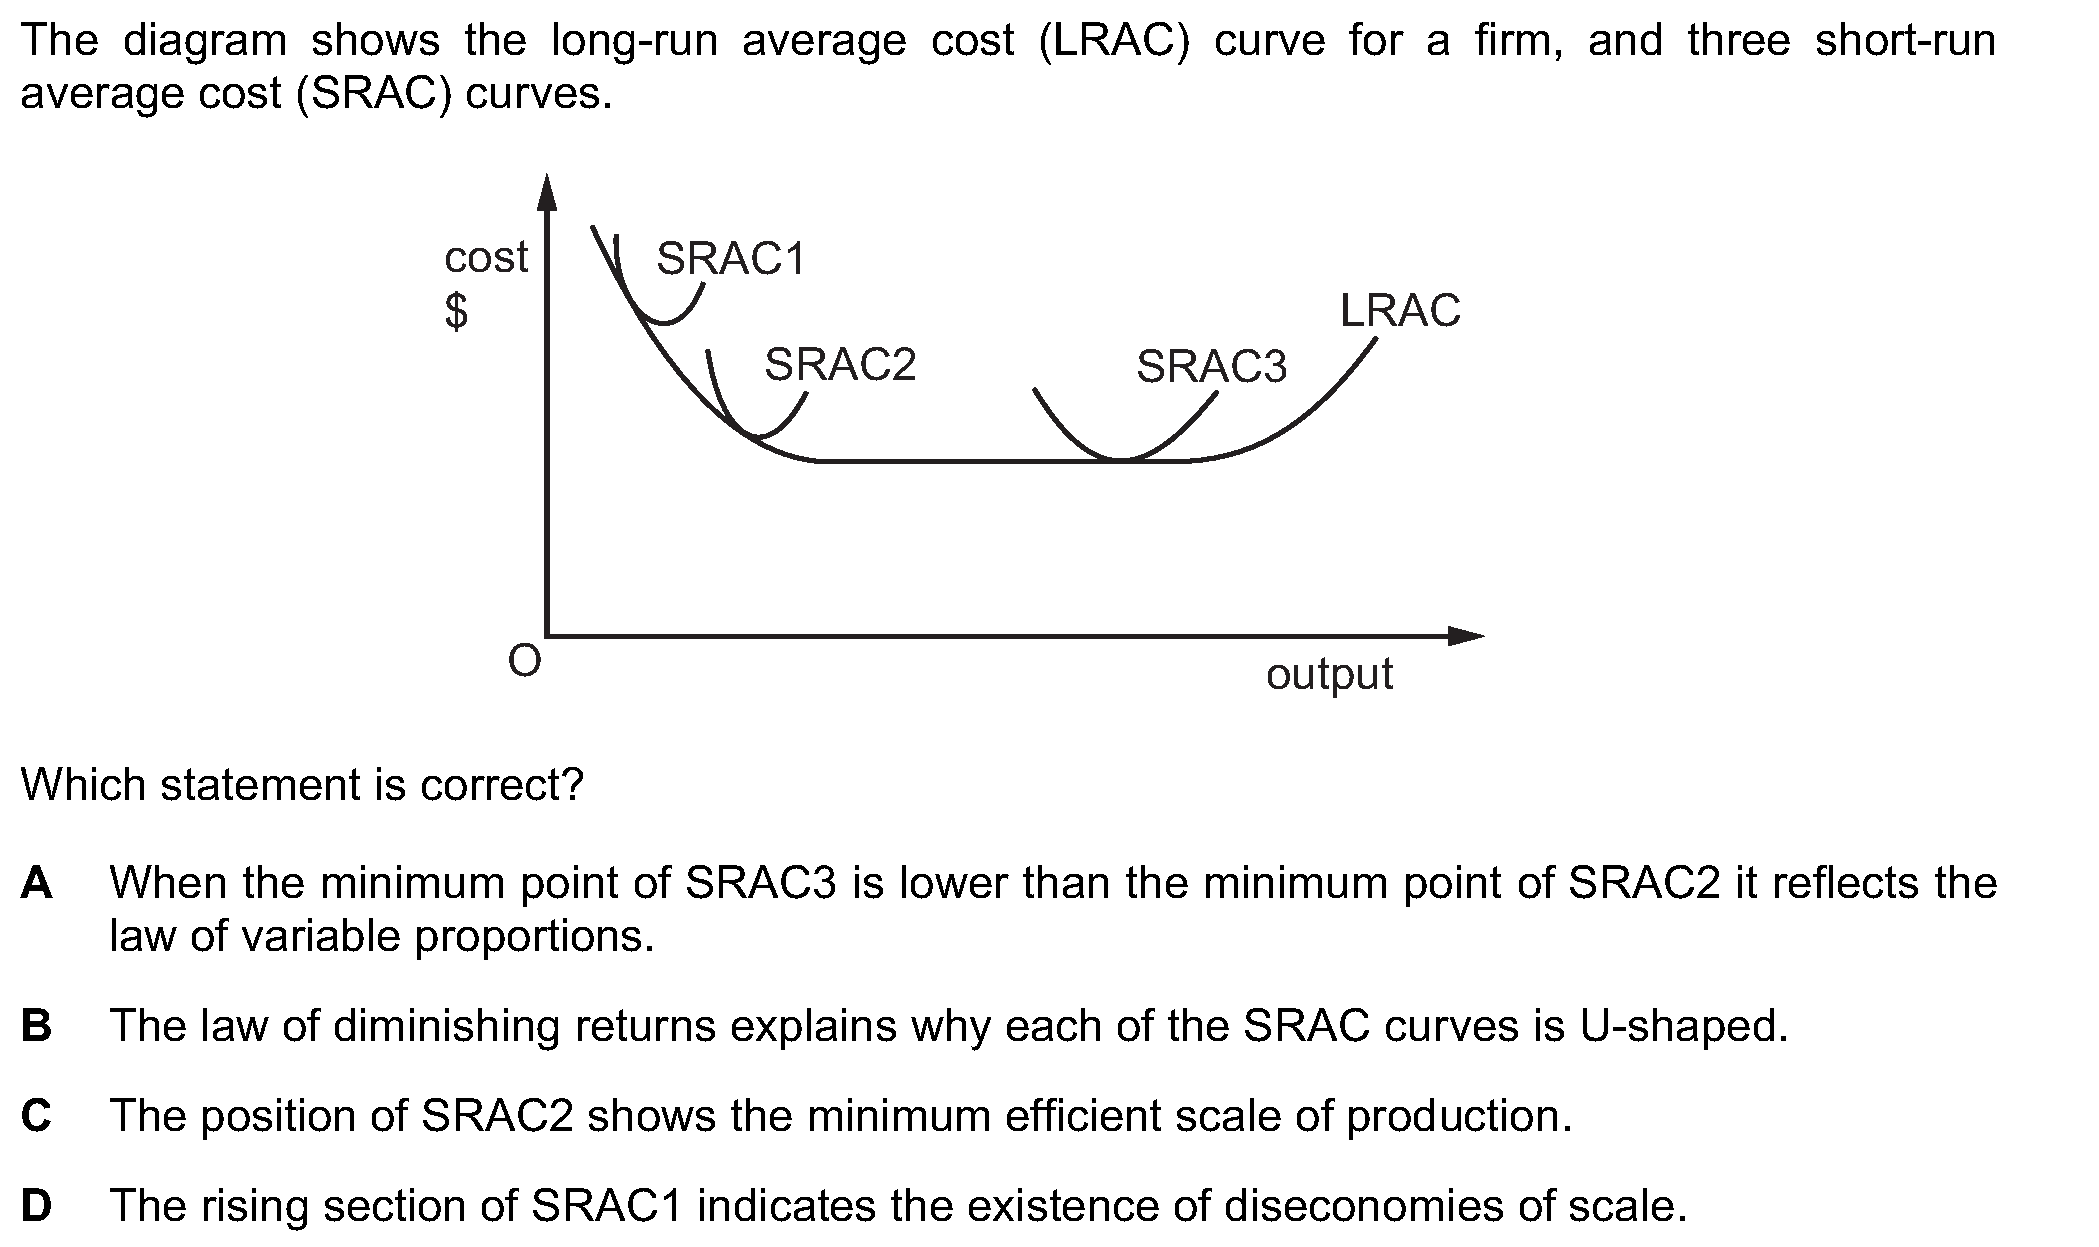 The diagram shows the long-run average cost (LRAC) curve for a firm, and three short-run
average cost (SRAC) curves.
cost
$
SRAC1
SRAC2
SRAC3
LRAC
O
output
Which statement is correct?
A When the minimum point of SRAC3 is lower than the minimum point of SRAC2 it reflects the
law of variable proportions.
B The law of diminishing returns explains why each of the SRAC curves is U-shaped.
C The position of SRAC2 shows the minimum efficient scale of production.
D The rising section of SRAC1 indicates the existence of diseconomies of scale.